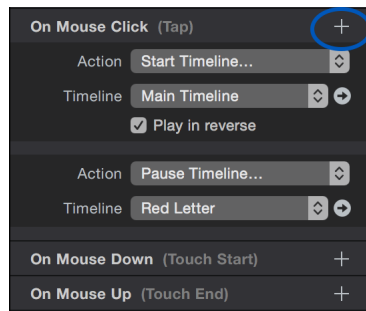 On Mouse Click (Tap)
Action Start Timeline...
Timeline Main Timeline
Play in reverse
Action Pause Timeline...
Timeline Red Letter
On Mouse Down (Touch Start)
On Mouse Up (Touch End)